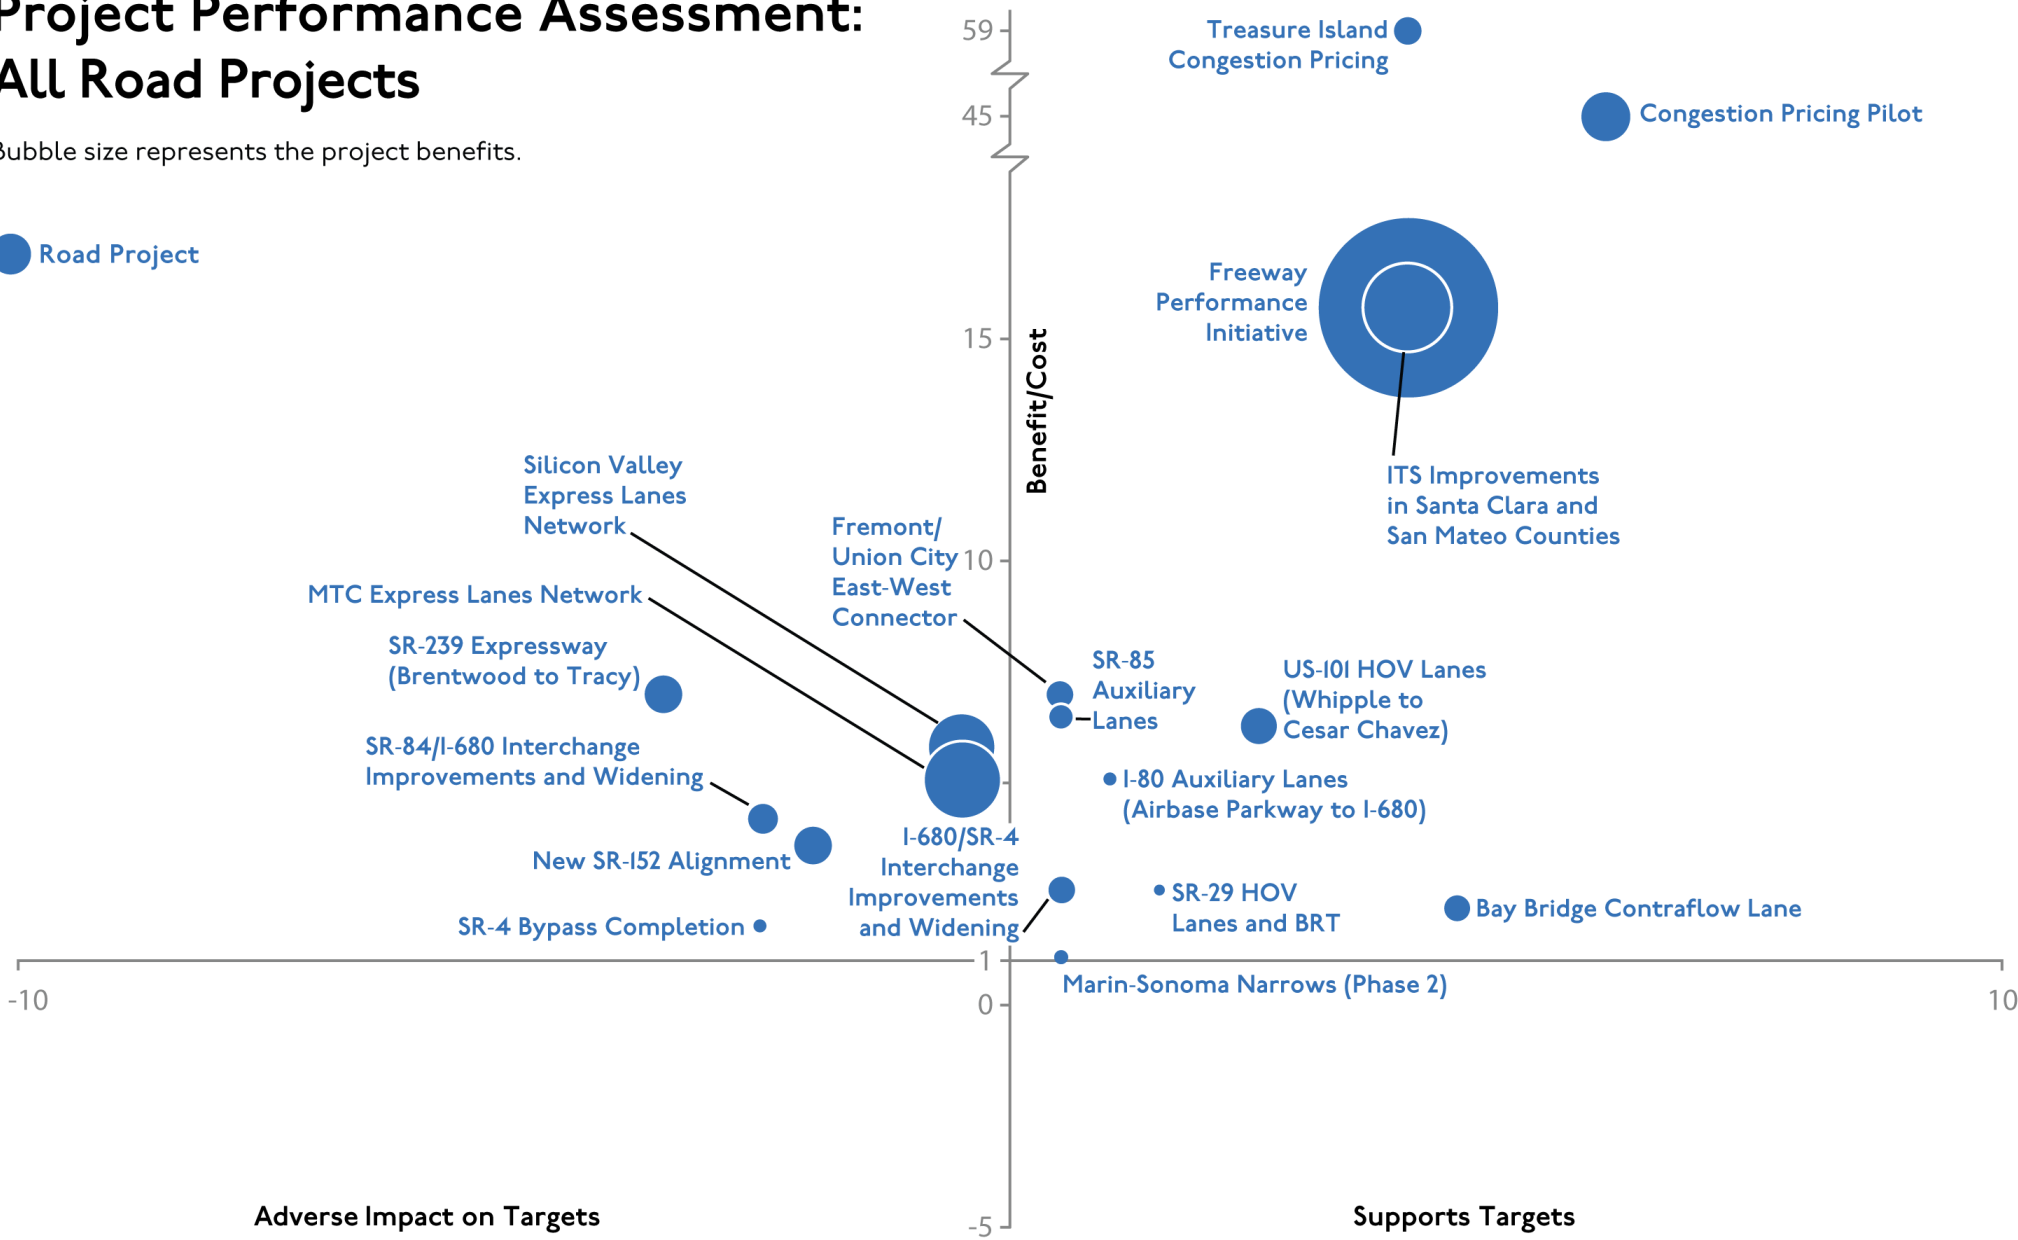 Project Performance Assessment:
All Road Projects
Bubble size represents the project benefits.
Road Project
59
45
15
10
1
0
-5
-10
10
Benefit/Cost
Treasure Island
Congestion Pricing
Congestion Pricing Pilot
Freeway
Performance
Initiative
ITS Improvements
in Santa Clara and
San Mateo Counties
Silicon Valley
Express Lanes
Network
MTC Express Lanes Network
Fremont/
Union City
East-West
Connector
SR-239 Expressway
(Brentwood to Tracy)
SR-85
Auxiliary
Lanes
US-101 HOV Lanes
(Whipple to
Cesar Chavez)
SR-84/I-680 Interchange
Improvements and Widening
I-80 Auxiliary Lanes
(Airbase Parkway to I-680)
New SR-152 Alignment
I-680/SR-4
Interchange
Improvements
and Widening
SR-29 HOV
Lanes and BRT
Bay Bridge Contraflow Lane
SR-4 Bypass Completion
Marin-Sonoma Narrows (Phase 2)
Adverse Impact on Targets
Supports Targets